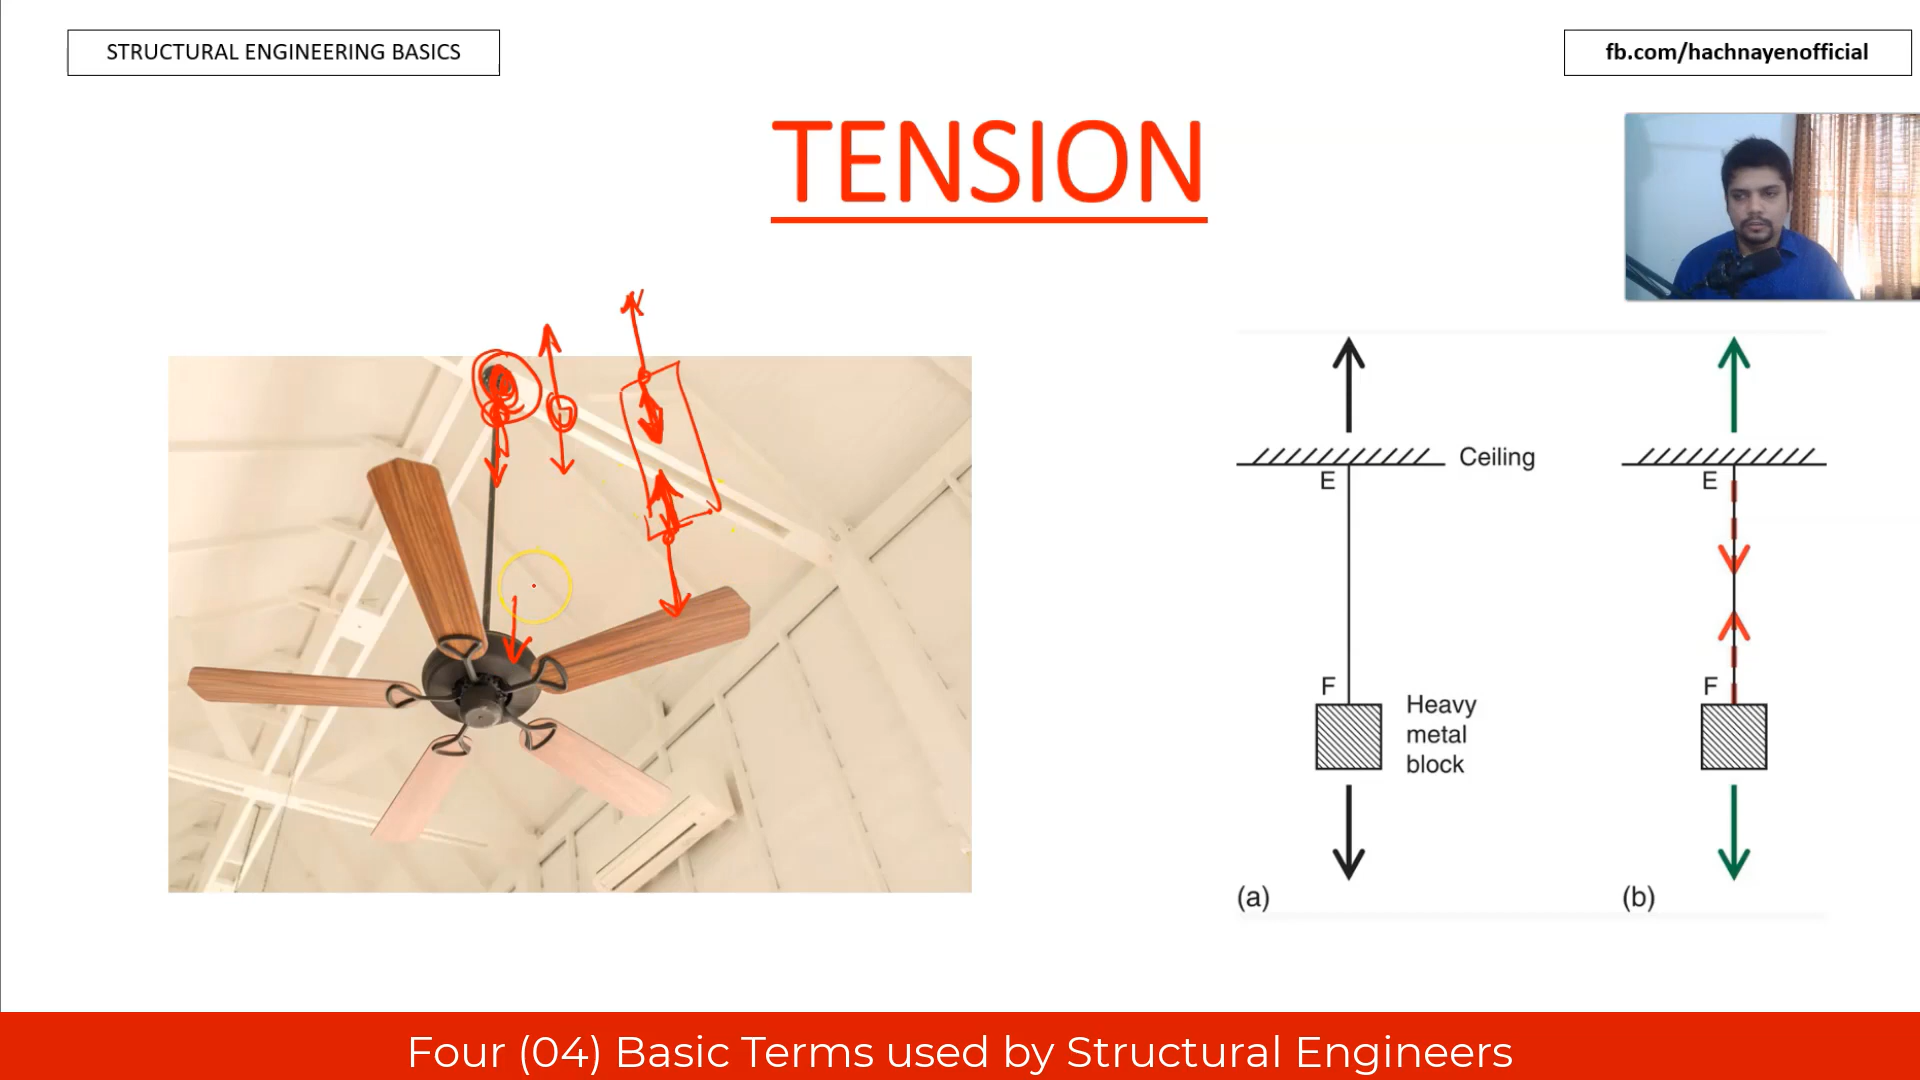 STRUCTURAL ENGINEERING BASICS
fb.com/hachnayenofficial
TENSION
Ceiling
E
F
Heavy
metal
block
(a)
E
F
(b)
Four (04) Basic Terms used by Structural Engineers